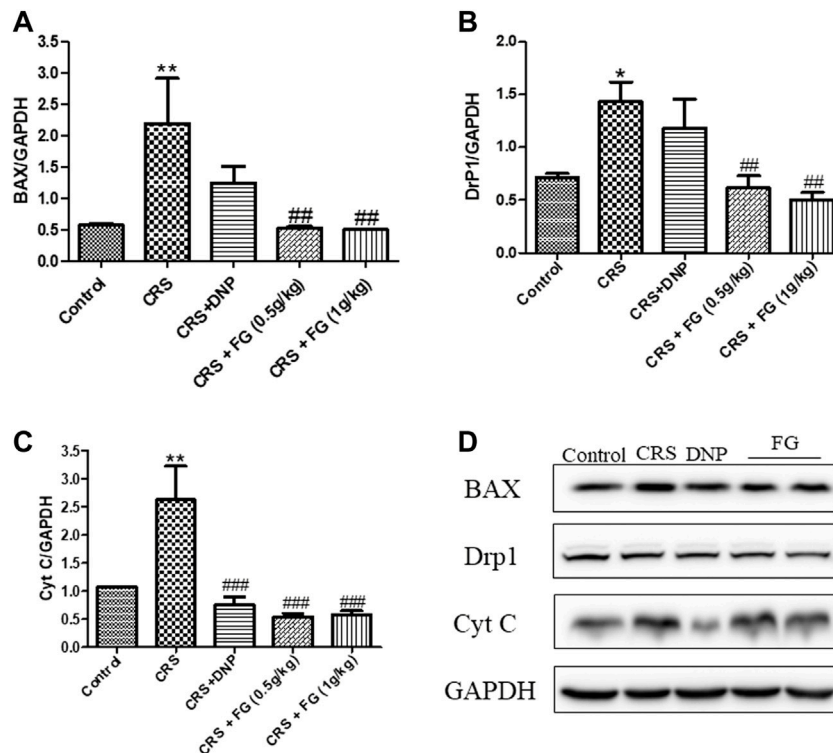 A
BAX/GAPDH
3.5
3.0
2.5
2.0
1.5
1.0
0.5
0.0
**
##
##
Control
CRS
CRS+DNP
CRS + FG (0.5g/kg)
CRS + FG (1g/kg)
B
DrP1/GAPDH
2.0
1.5
1.0
0.5
0.0
*
##
##
Control
CRS
CRS+DNP
CRS + FG (0.5g/kg)
CRS + FG (1g/kg)
C
Cyt C/GAPDH
3.5
3.0
2.5
2.0
1.5
1.0
0.5
0.0
**
###
###
###
Control
CRS
CRS+DNP
CRS + FG (0.5g/kg)
CRS + FG (1g/kg)
D
Control CRS DNP FG
BAX
Drp1
Cyt C
GAPDH